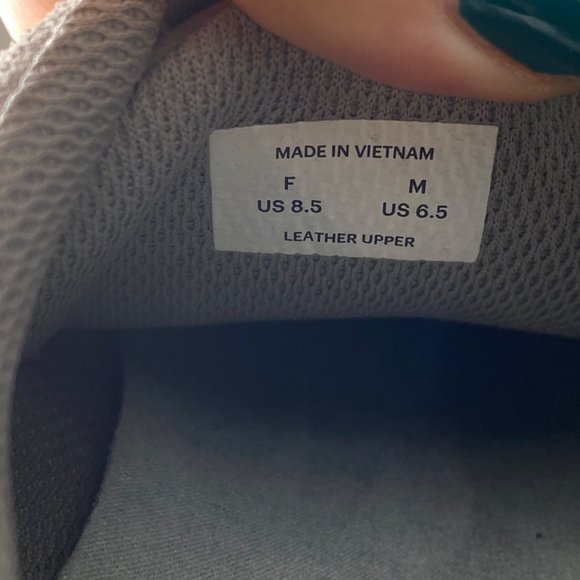 MADE IN VIETNAM
F M
US 8.5 US 6.5
LEATHER UPPER